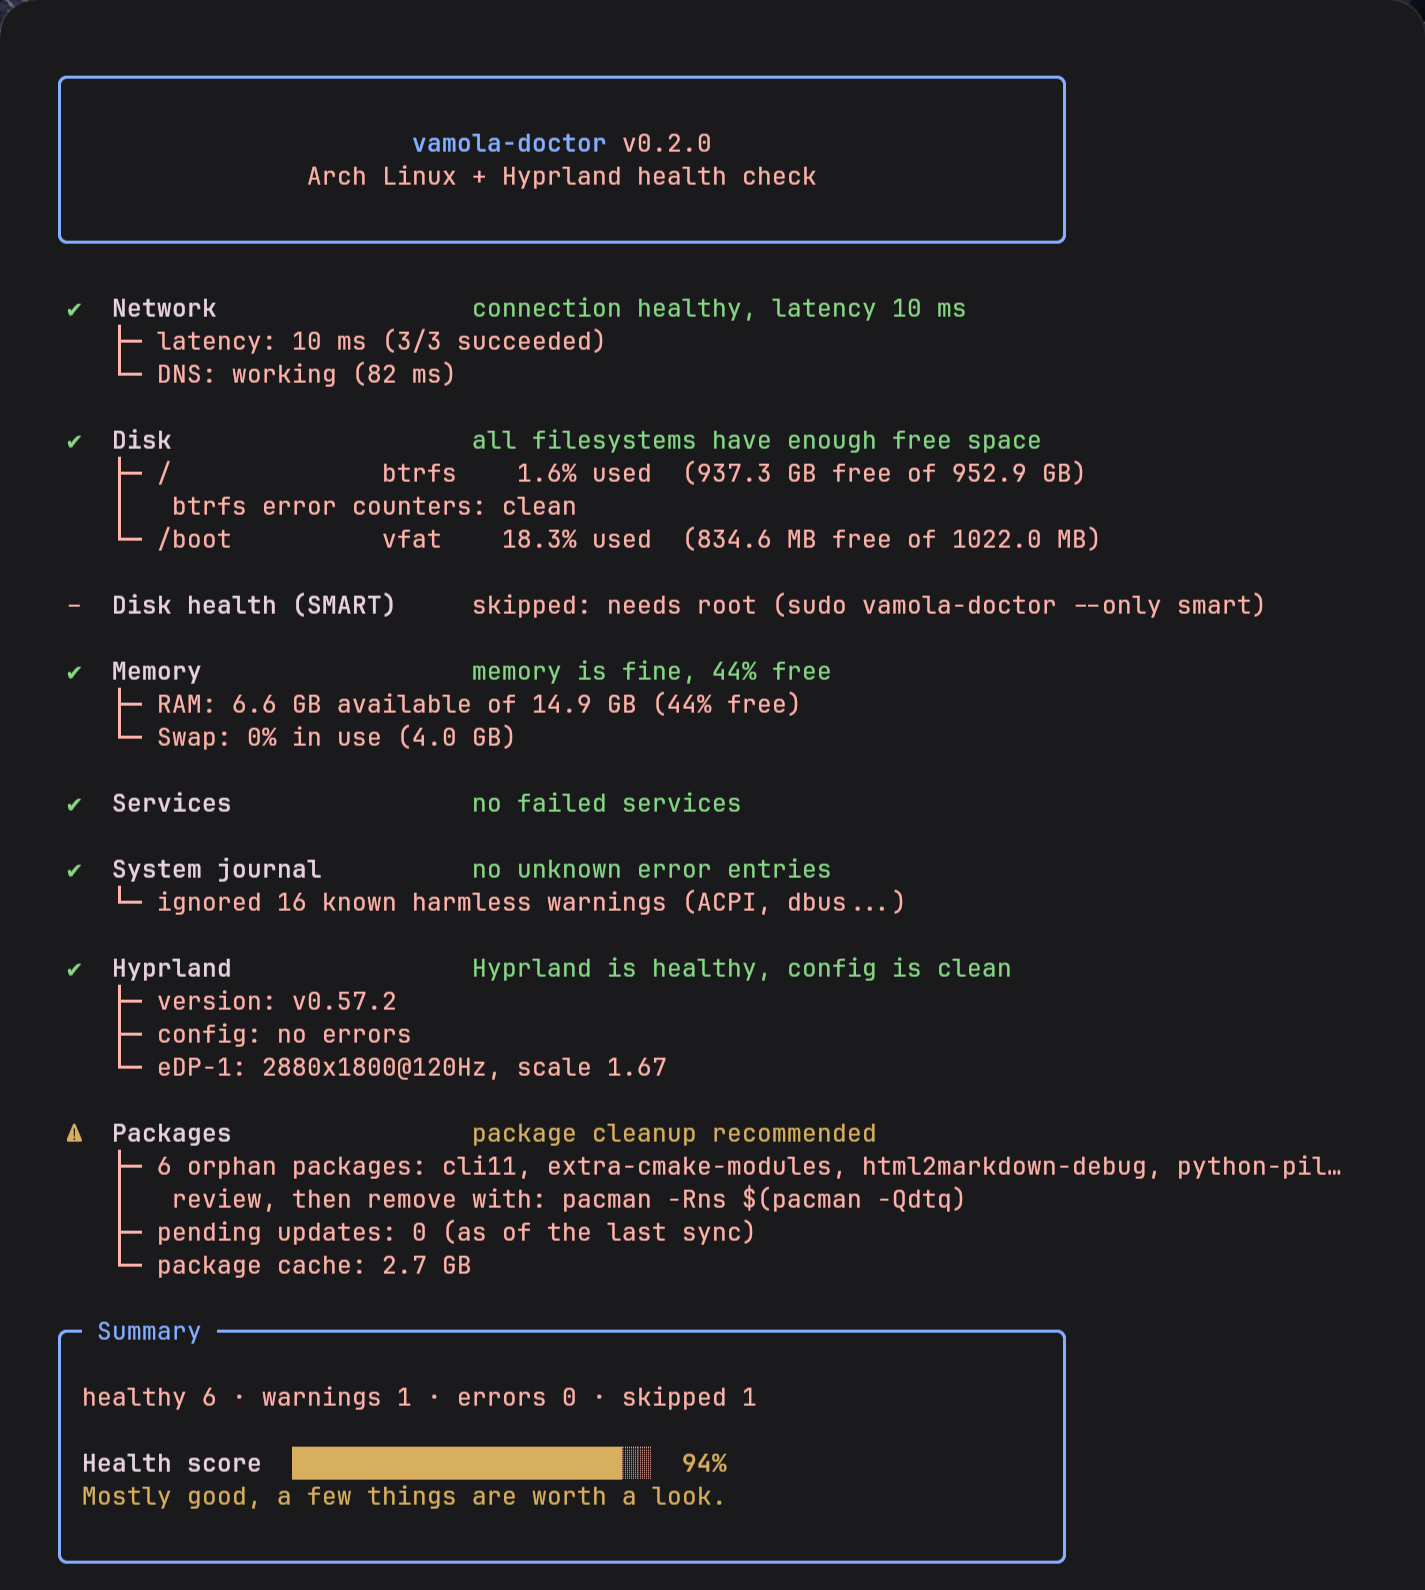 vamola-doctor v0.2.0
Arch Linux + Hyprland health check
✔ Network connection healthy, latency 10 ms
├─ latency: 10 ms (3/3 succeeded)
└─ DNS: working (82 ms)
✔ Disk all filesystems have enough free space
├─ / btrfs 1.6% used (937.3 GB free of 952.9 GB)
│ btrfs error counters: clean
└─ /boot vfat 18.3% used (834.6 MB free of 1022.0 MB)
– Disk health (SMART) skipped: needs root (sudo vamola-doctor --only smart)
✔ Memory memory is fine, 44% free
├─ RAM: 6.6 GB available of 14.9 GB (44% free)
└─ Swap: 0% in use (4.0 GB)
✔ Services no failed services
✔ System journal no unknown error entries
└─ ignored 16 known harmless warnings (ACPI, dbus...)
✔ Hyprland Hyprland is healthy, config is clean
├─ version: v0.57.2
├─ config: no errors
└─ eDP-1: 2880x1800@120Hz, scale 1.67
⚠ Packages package cleanup recommended
├─ 6 orphan packages: cli11, extra-cmake-modules, html2markdown-debug, python-pil…
│ review, then remove with: pacman -Rns $(pacman -Qdtq)
├─ pending updates: 0 (as of the last sync)
└─ package cache: 2.7 GB
Summary
healthy 6 · warnings 1 · errors 0 · skipped 1
Health score 94%
Mostly good, a few things are worth a look.